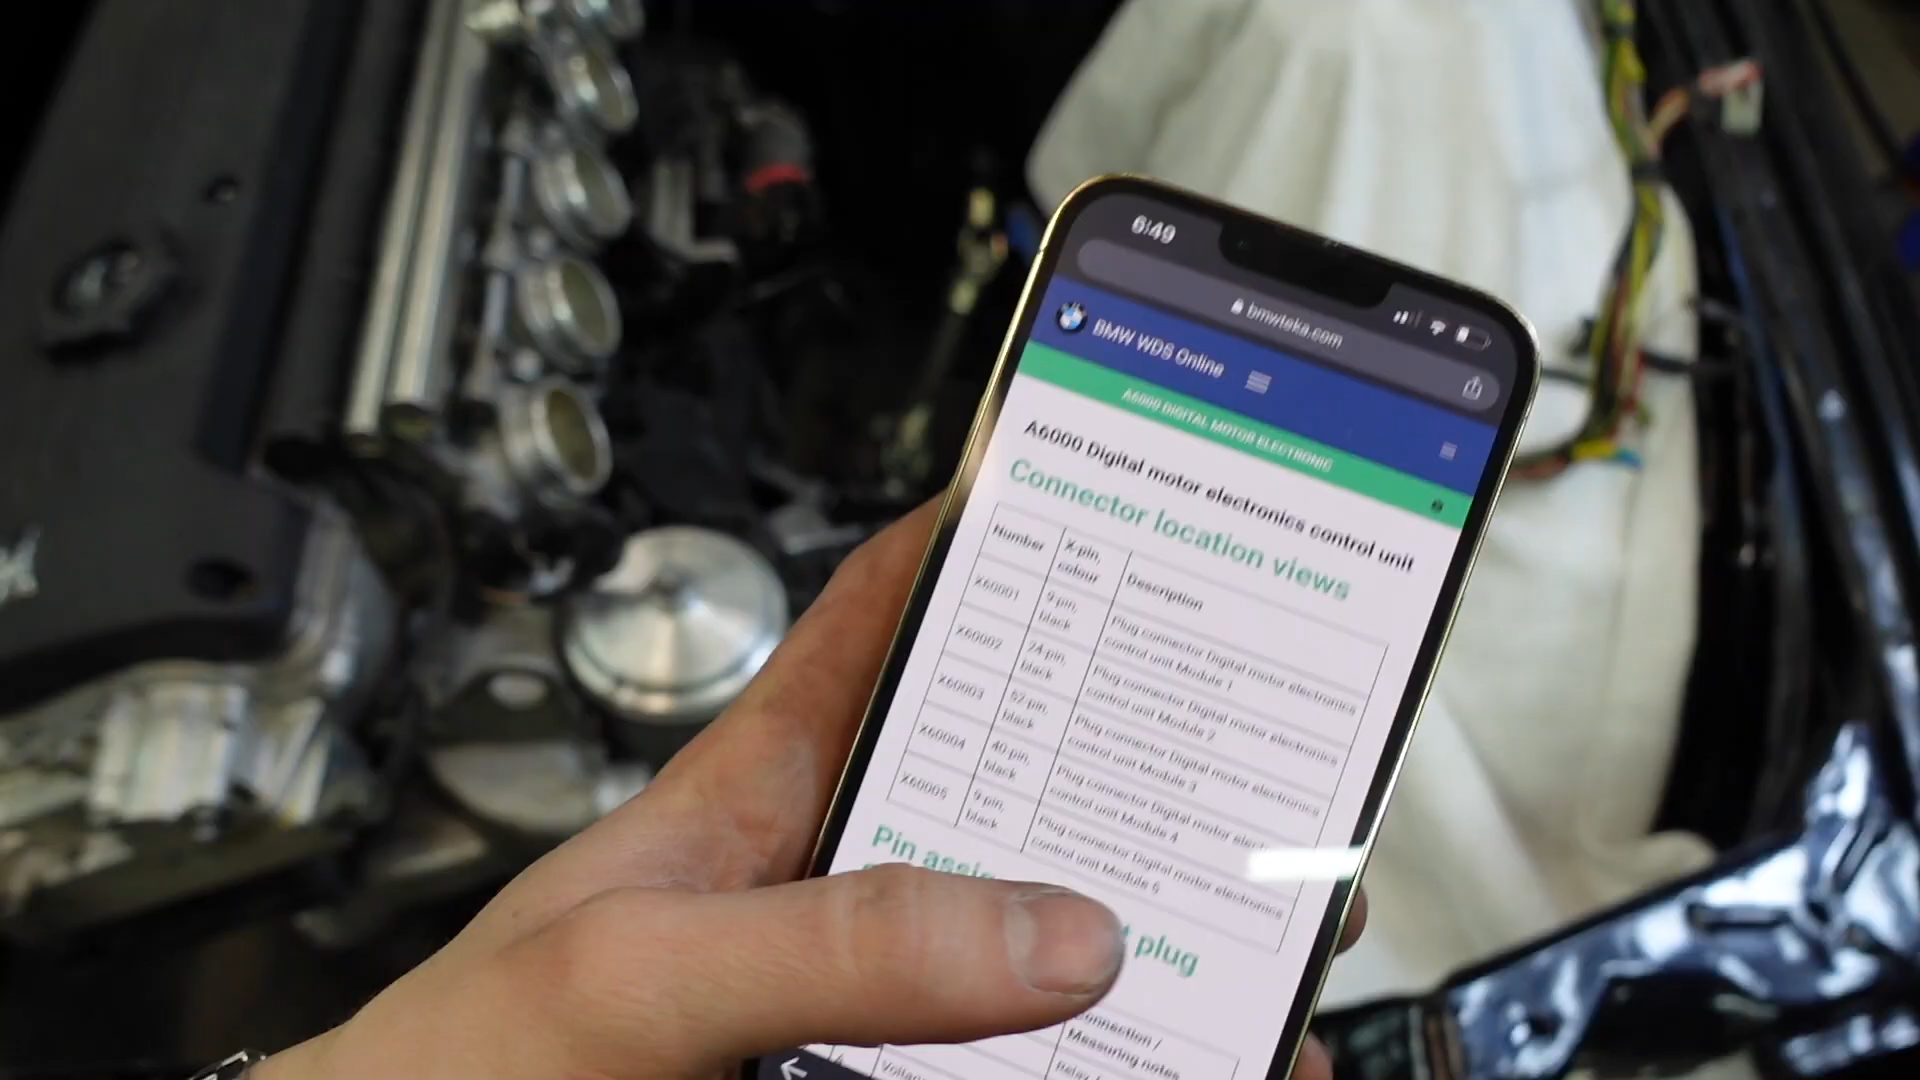 6:49
bmwteka.com
BMW WDS Online
A6000 DIGITAL MOTOR ELECTRONIC
A6000 Digital motor electronics control unit
Connector location views
Number X-pin, colour Description
X60001 9 pin, black Plug connector Digital motor electronics control unit Module 1
X60002 24 pin, black Plug connector Digital motor electronics control unit Module 2
X60003 52 pin, black Plug connector Digital motor electronics control unit Module 3
X60004 40 pin, black Plug connector Digital motor electronics control unit Module 4
X60005 9 pin, black Plug connector Digital motor electronics control unit Module 5
Pin assi
plug
Connection /
Measuring notes